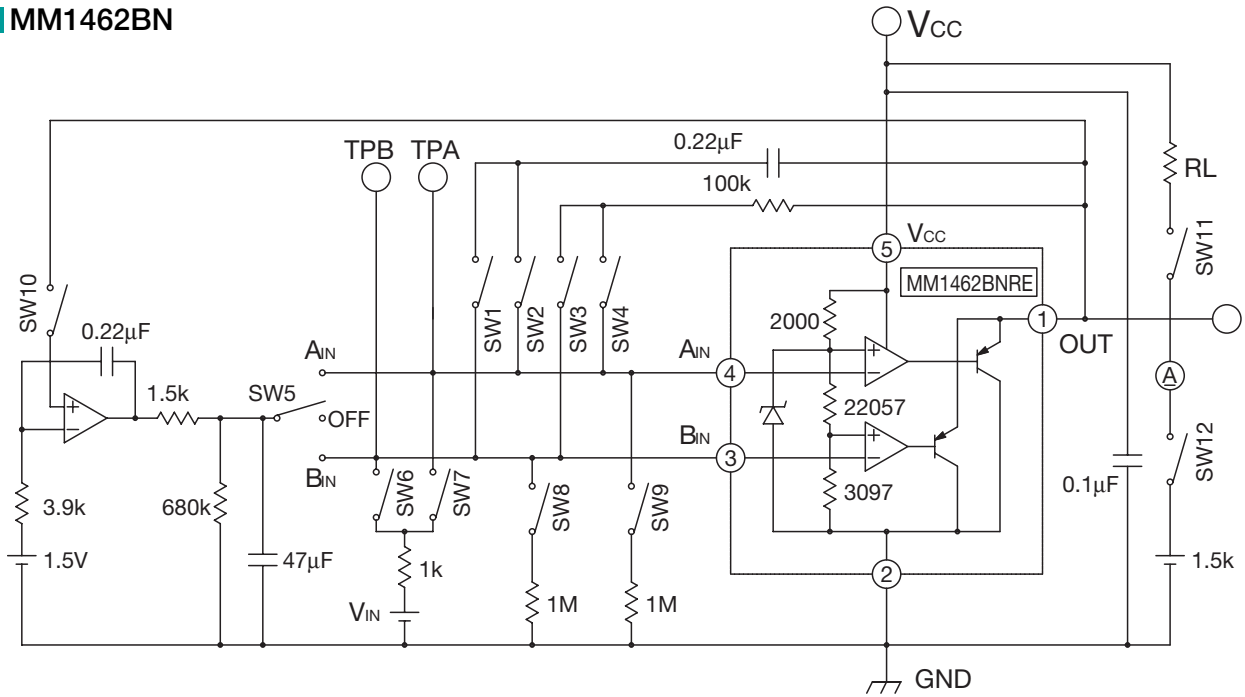 MM1462BN
VCC
TPB TPA
0.22μF
100k
RL
SW11
VCC
MM1462BNRE
SW10
0.22μF
1.5k
SW5
OFF
SW1
SW2
SW3
SW4
AIN
AIN
4
5
2000
22057
3097
1
OUT
A
SW12
BIN
BIN
3
3.9k
1.5V
680k
47μF
SW6
SW7
SW8
SW9
1k
VIN
1M
1M
2
0.1μF
1.5k
GND